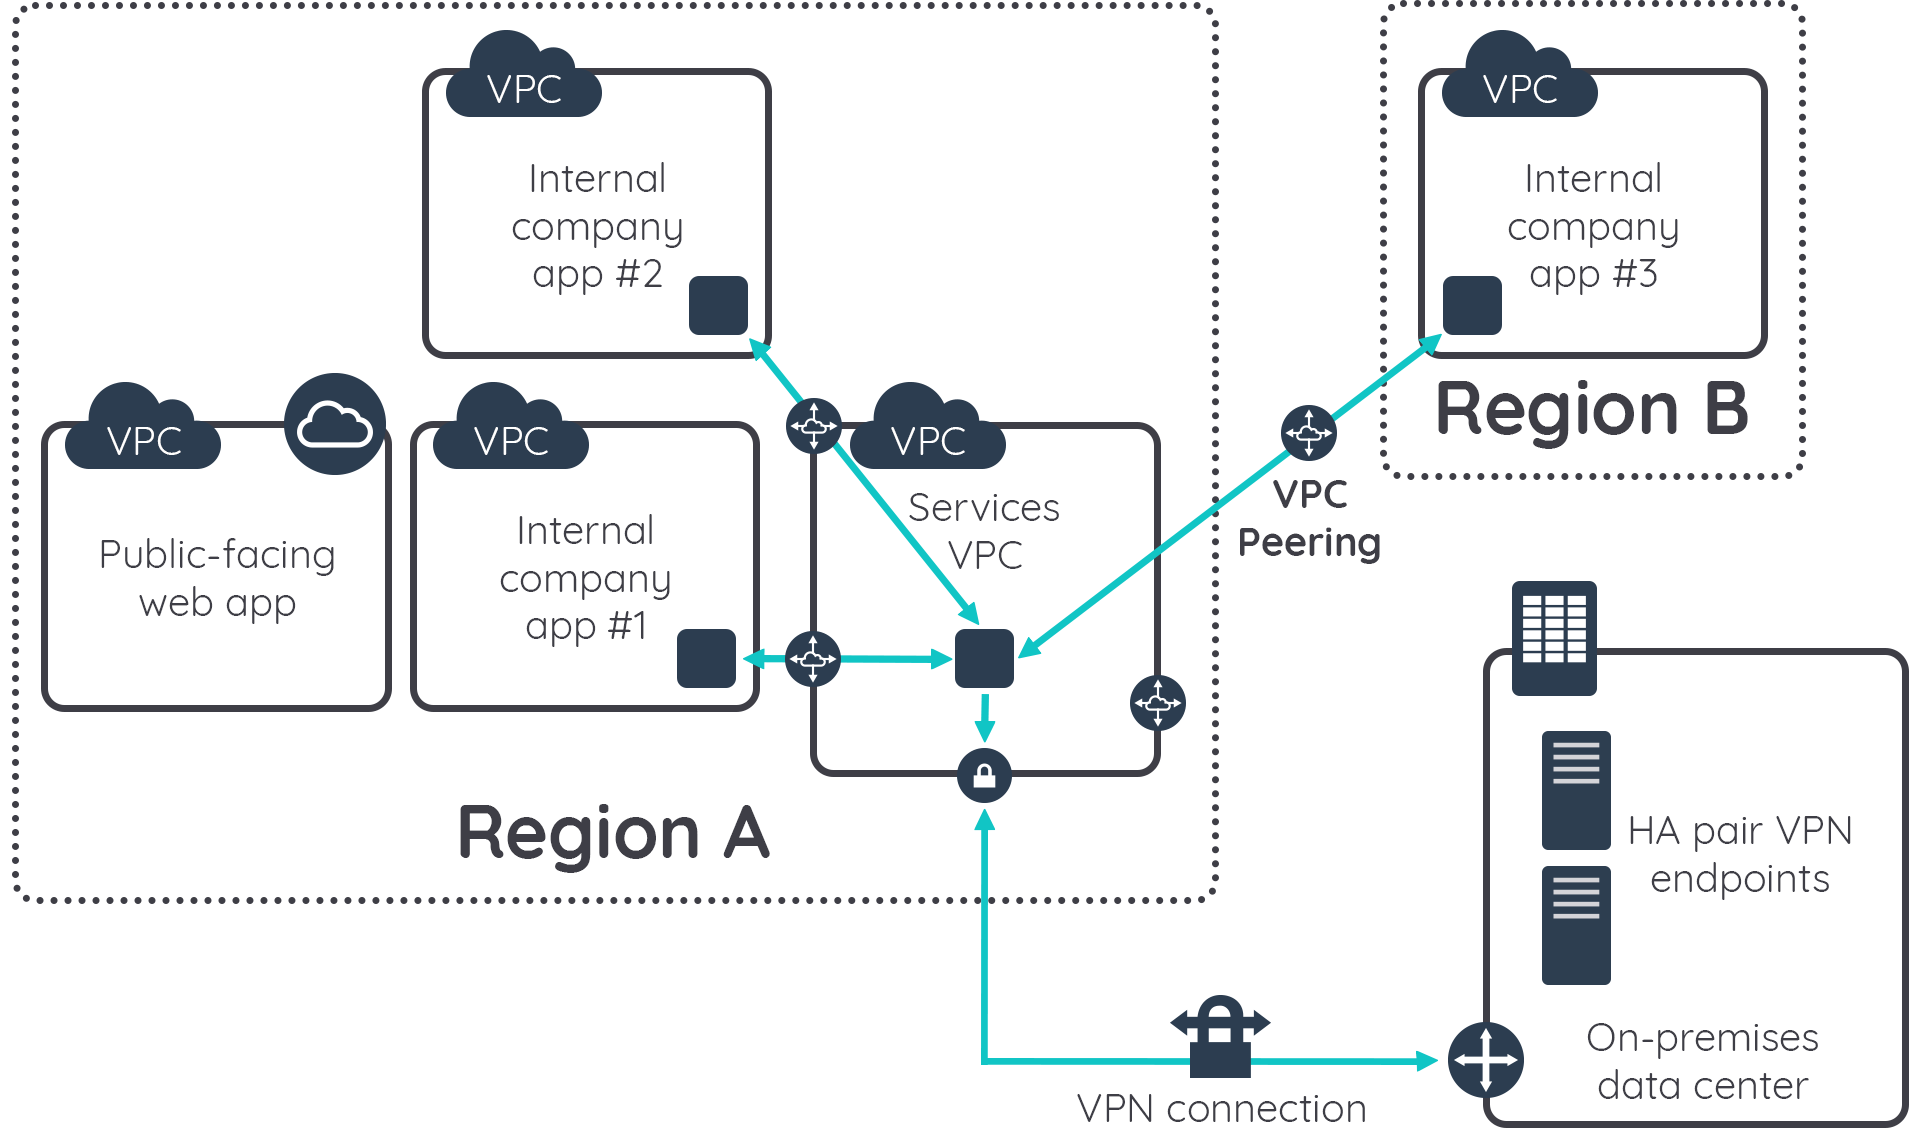 VPC
Internal
company
app #2
VPC
Internal
company
app #3
Region B
VPC
Public-facing
web app
VPC
Internal
company
app #1
VPC
Services
VPC
VPC
Peering
Region A
HA pair VPN
endpoints
On-premises
data center
VPN connection